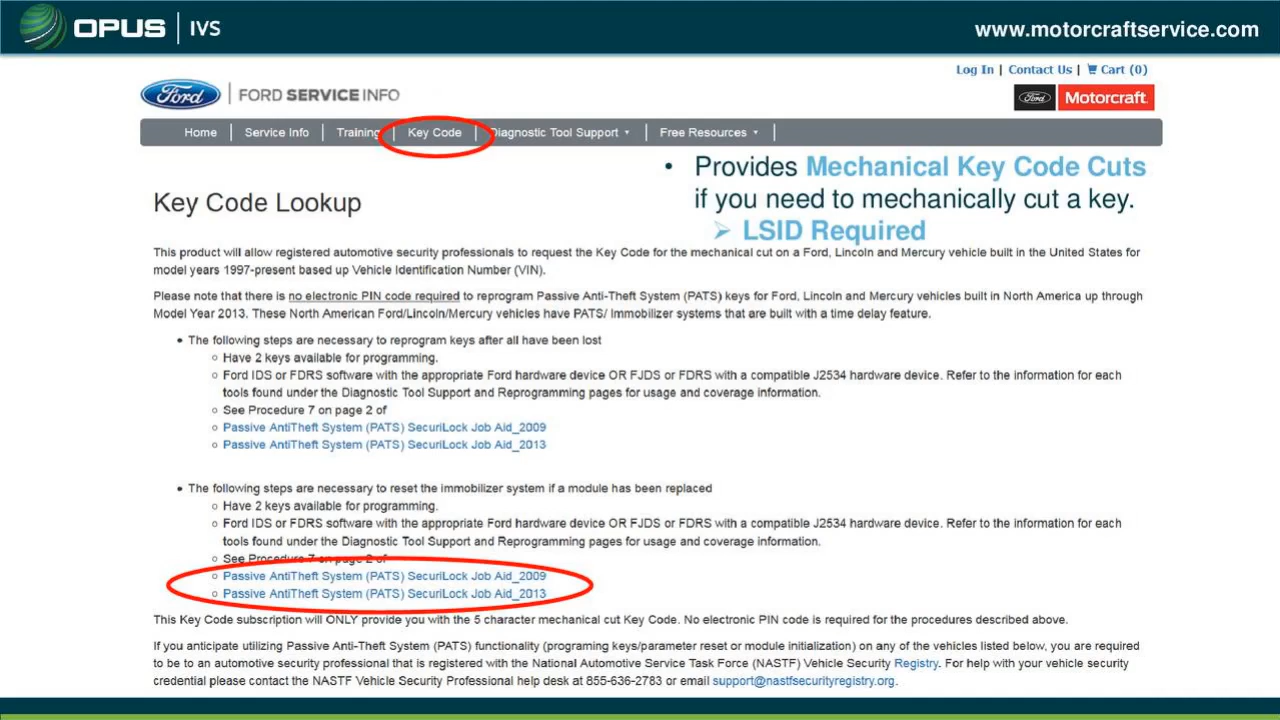 OPUS | IVS
www.motorcraftservice.com
Log In | Contact Us | Cart (0)
Ford | FORD SERVICE INFO
Ford Motorcraft
Home | Service Info | Training | Key Code | Diagnostic Tool Support | Free Resources |
• Provides Mechanical Key Code Cuts
if you need to mechanically cut a key.
➢ LSID Required
Key Code Lookup
This product will allow registered automotive security professionals to request the Key Code for the mechanical cut on a Ford, Lincoln and Mercury vehicle built in the United States for
model years 1997-present based up Vehicle Identification Number (VIN).
Please note that there is no electronic PIN code required to reprogram Passive Anti-Theft System (PATS) keys for Ford, Lincoln and Mercury vehicles built in North America up through
Model Year 2013. These North American Ford/Lincoln/Mercury vehicles have PATS/ Immobilizer systems that are built with a time delay feature.
• The following steps are necessary to reprogram keys after all have been lost
○ Have 2 keys available for programming.
○ Ford IDS or FDRS software with the appropriate Ford hardware device OR FJDS or FDRS with a compatible J2534 hardware device. Refer to the information for each
tools found under the Diagnostic Tool Support and Reprogramming pages for usage and coverage information.
○ See Procedure 7 on page 2 of
○ Passive AntiTheft System (PATS) SecuriLock Job Aid_2009
○ Passive AntiTheft System (PATS) SecuriLock Job Aid_2013
• The following steps are necessary to reset the immobilizer system if a module has been replaced
○ Have 2 keys available for programming.
○ Ford IDS or FDRS software with the appropriate Ford hardware device OR FJDS or FDRS with a compatible J2534 hardware device. Refer to the information for each
tools found under the Diagnostic Tool Support and Reprogramming pages for usage and coverage information.
○ See Procedure 7 on page 2 of
○ Passive AntiTheft System (PATS) SecuriLock Job Aid_2009
○ Passive AntiTheft System (PATS) SecuriLock Job Aid_2013
This Key Code subscription will ONLY provide you with the 5 character mechanical cut Key Code. No electronic PIN code is required for the procedures described above.
If you anticipate utilizing Passive Anti-Theft System (PATS) functionality (programing keys/parameter reset or module initialization) on any of the vehicles listed below, you are required
to be to an automotive security professional that is registered with the National Automotive Service Task Force (NASTF) Vehicle Security Registry. For help with your vehicle security
credential please contact the NASTF Vehicle Security Professional help desk at 855-636-2783 or email support@nastfsecurityregistry.org.